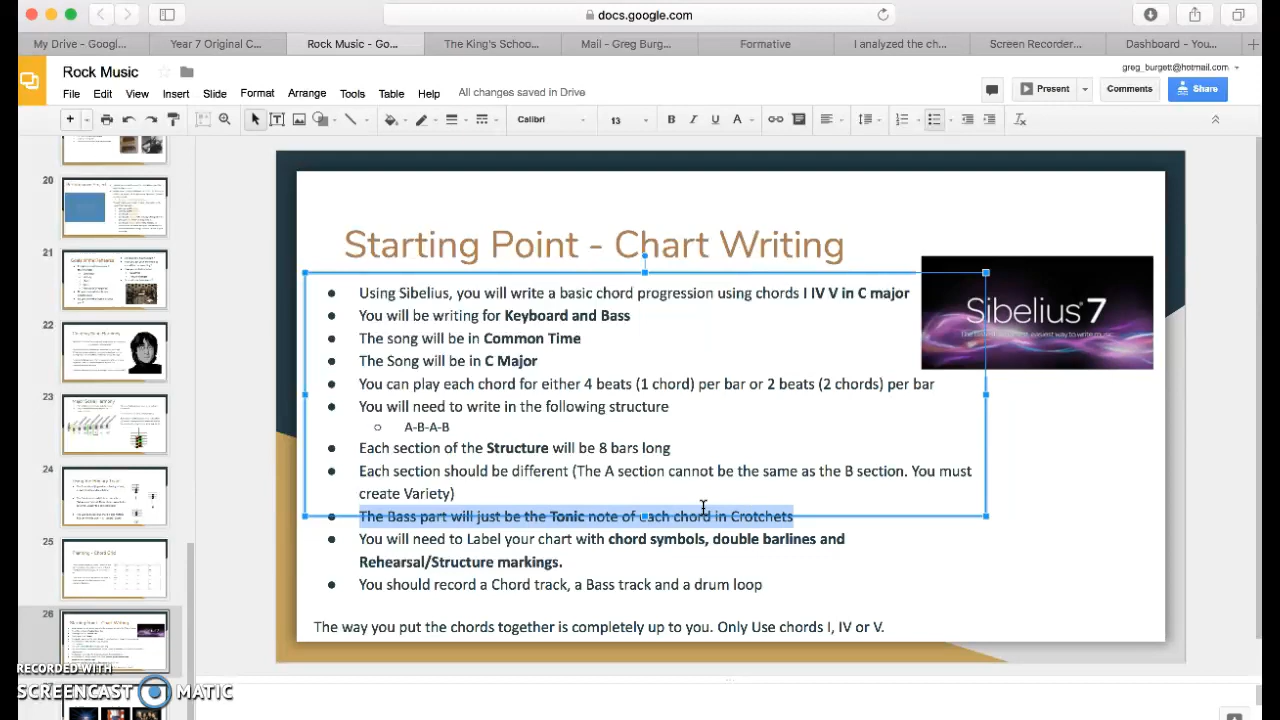 docs.google.com
My Drive - Googl...
Year 7 Original C...
Rock Music - Go...
The King's Schoo...
Mail - Greg Burg...
Formative
I analyzed the ch...
Screen Recorder...
Dashboard - You...
Rock Music
greg_burgett@hotmail.com
File Edit View Insert Slide Format Arrange Tools Table Help All changes saved in Drive
Present Comments Share
Calibri 13
20
21
22
23
24
25
26
Starting Point - Chart Writing
Using Sibelius, you will write a basic chord progression using chords I IV V in C major
You will be writing for Keyboard and Bass
The Song will be in Common Time
The Song will be in C Major
You can play each chord for either 4 beats (1 chord) per bar or 2 beats (2 chords) per bar
You will need to write in the following structure
A-B-A-B
Each section of the Structure will be 8 bars long
Each section should be different (The A section cannot be the same as the B section. You must
create Variety)
The Bass part will just use the tonic note of each chord in Crotchets
You will need to Label your chart with chord symbols, double barlines and
Rehearsal/Structure markings.
You should record a Chord track, a Bass track and a drum loop
The way you put the chords together is completely up to you. Only Use chords I, IV or V.
Sibelius 7
RECORDED WITH
SCREENCAST MATIC